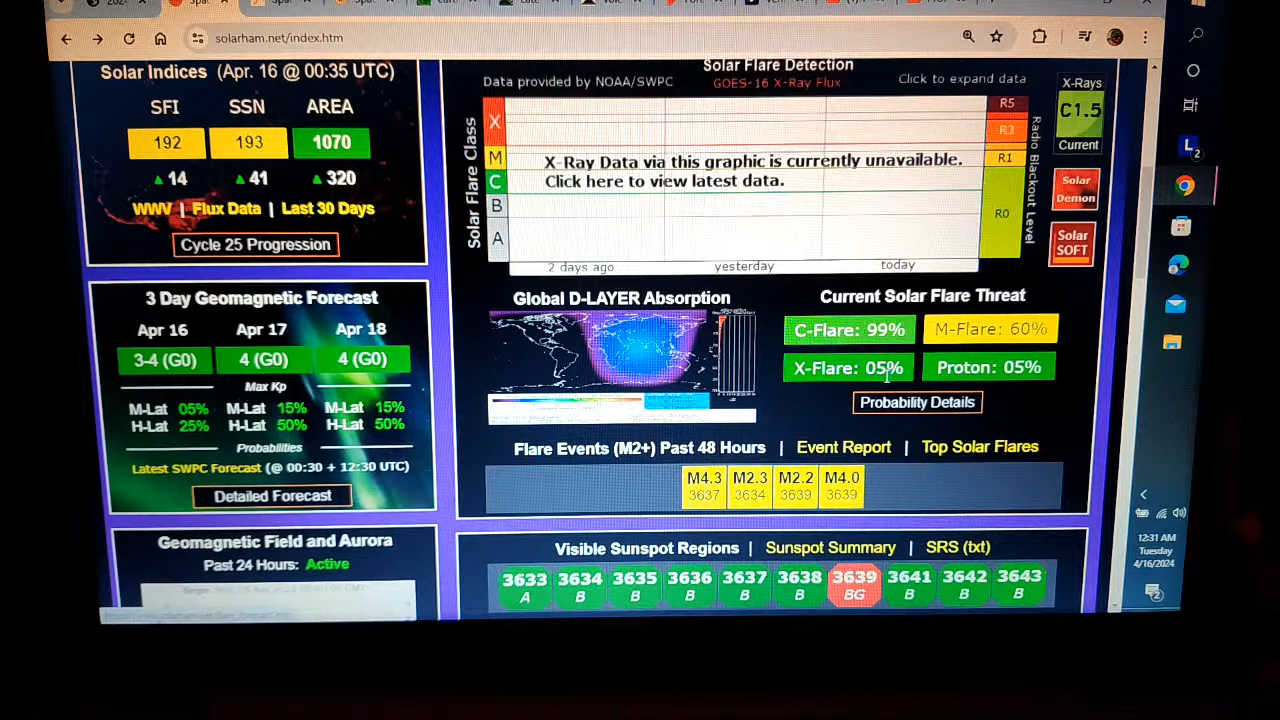 solarham.net/index.htm
Solar Indices (Apr. 16 @ 00:35 UTC)
SFI SSN AREA
192 193 1070
14 41 320
WWV | Flux Data | Last 30 Days
Cycle 25 Progression
3 Day Geomagnetic Forecast
Apr 16 Apr 17 Apr 18
3-4 (G0) 4 (G0) 4 (G0)
Max Kp
M-Lat 05% M-Lat 15% M-Lat 15%
H-Lat 25% H-Lat 50% H-Lat 50%
Probabilities
Latest SWPC Forecast (@ 00:30 + 12:30 UTC)
Detailed Forecast
Geomagnetic Field and Aurora
Past 24 Hours: Active
Solar Flare Detection
Data provided by NOAA/SWPC
GOES-16 X-Ray Flux
Click to expand data
Solar Flare Class
X
M
C
B
A
X-Ray Data via this graphic is currently unavailable.
Click here to view latest data.
2 days ago yesterday today
R5
R3
R1
R0
Radio Blackout Level
X-Rays
C1.5
Current
Solar
Demon
Solar
SOFT
Global D-LAYER Absorption
Current Solar Flare Threat
C-Flare: 99% M-Flare: 60%
X-Flare: 05% Proton: 05%
Probability Details
Flare Events (M2+) Past 48 Hours | Event Report | Top Solar Flares
M4.3 M2.3 M2.2 M4.0
3637 3634 3639 3639
Visible Sunspot Regions | Sunspot Summary | SRS (txt)
3633 3634 3635 3636 3637 3638 3639 3641 3642 3643
A B B B B B BG B B B
L
2
12:31 AM
Tuesday
4/16/2024
2